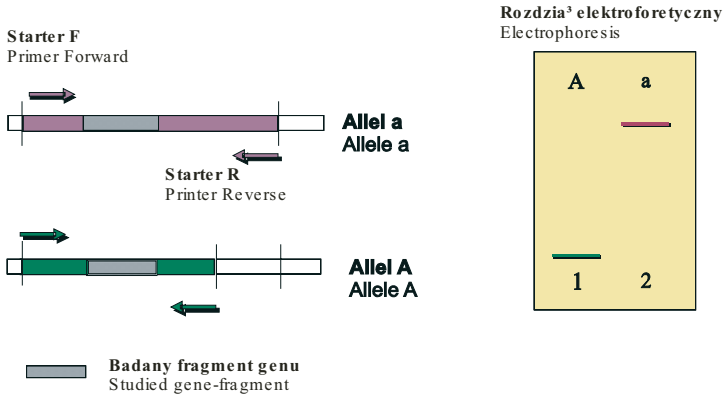 Starter F
Primer Forward
Allel a
Allele a
Starter R
Printer Reverse
Allel A
Allele A
Badany fragment genu
Studied gene-fragment
Rozdzia³ elektroforetyczny
Electrophoresis
A a
1 2